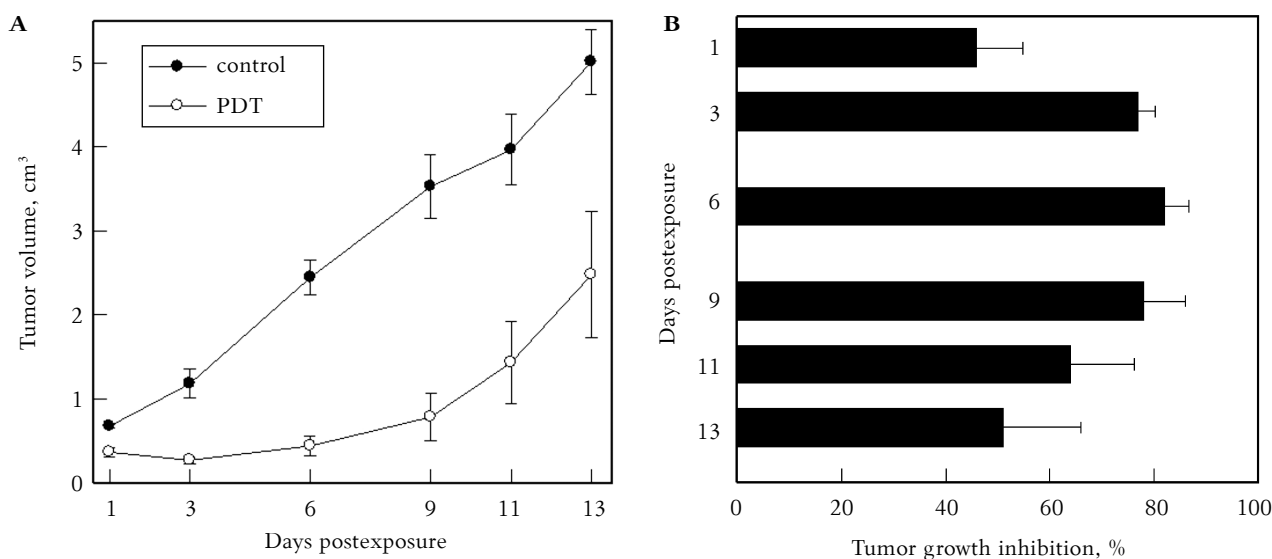 A
5
4
3
2
1
0
Tumor volume, cm³
control
PDT
1 3 6 9 11 13
Days postexposure
B
1
3
6
9
11
13
Days postexposure
0 20 40 60 80 100
Tumor growth inhibition, %